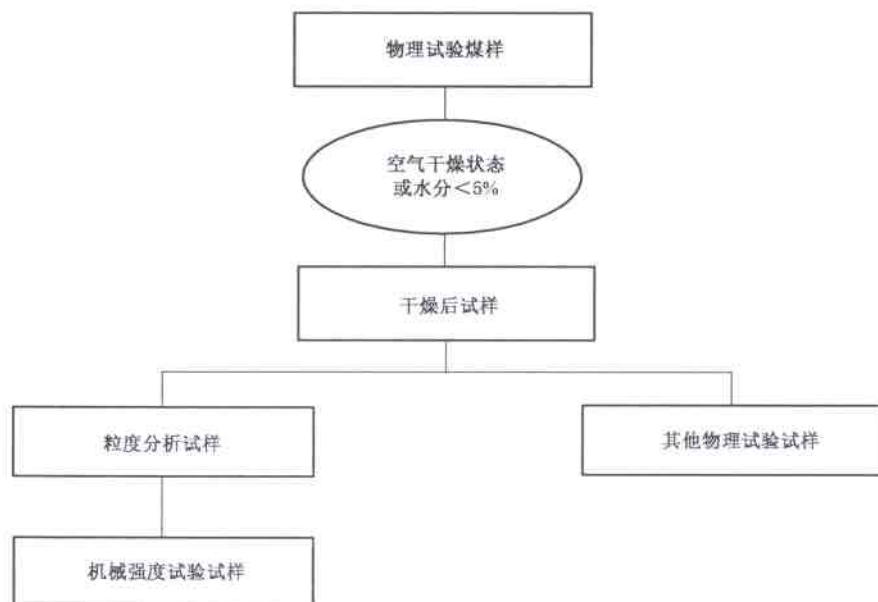 物理试验煤样
空气干燥状态
或水分<5%
干燥后试样
粒度分析试样
其他物理试验试样
机械强度试验试样